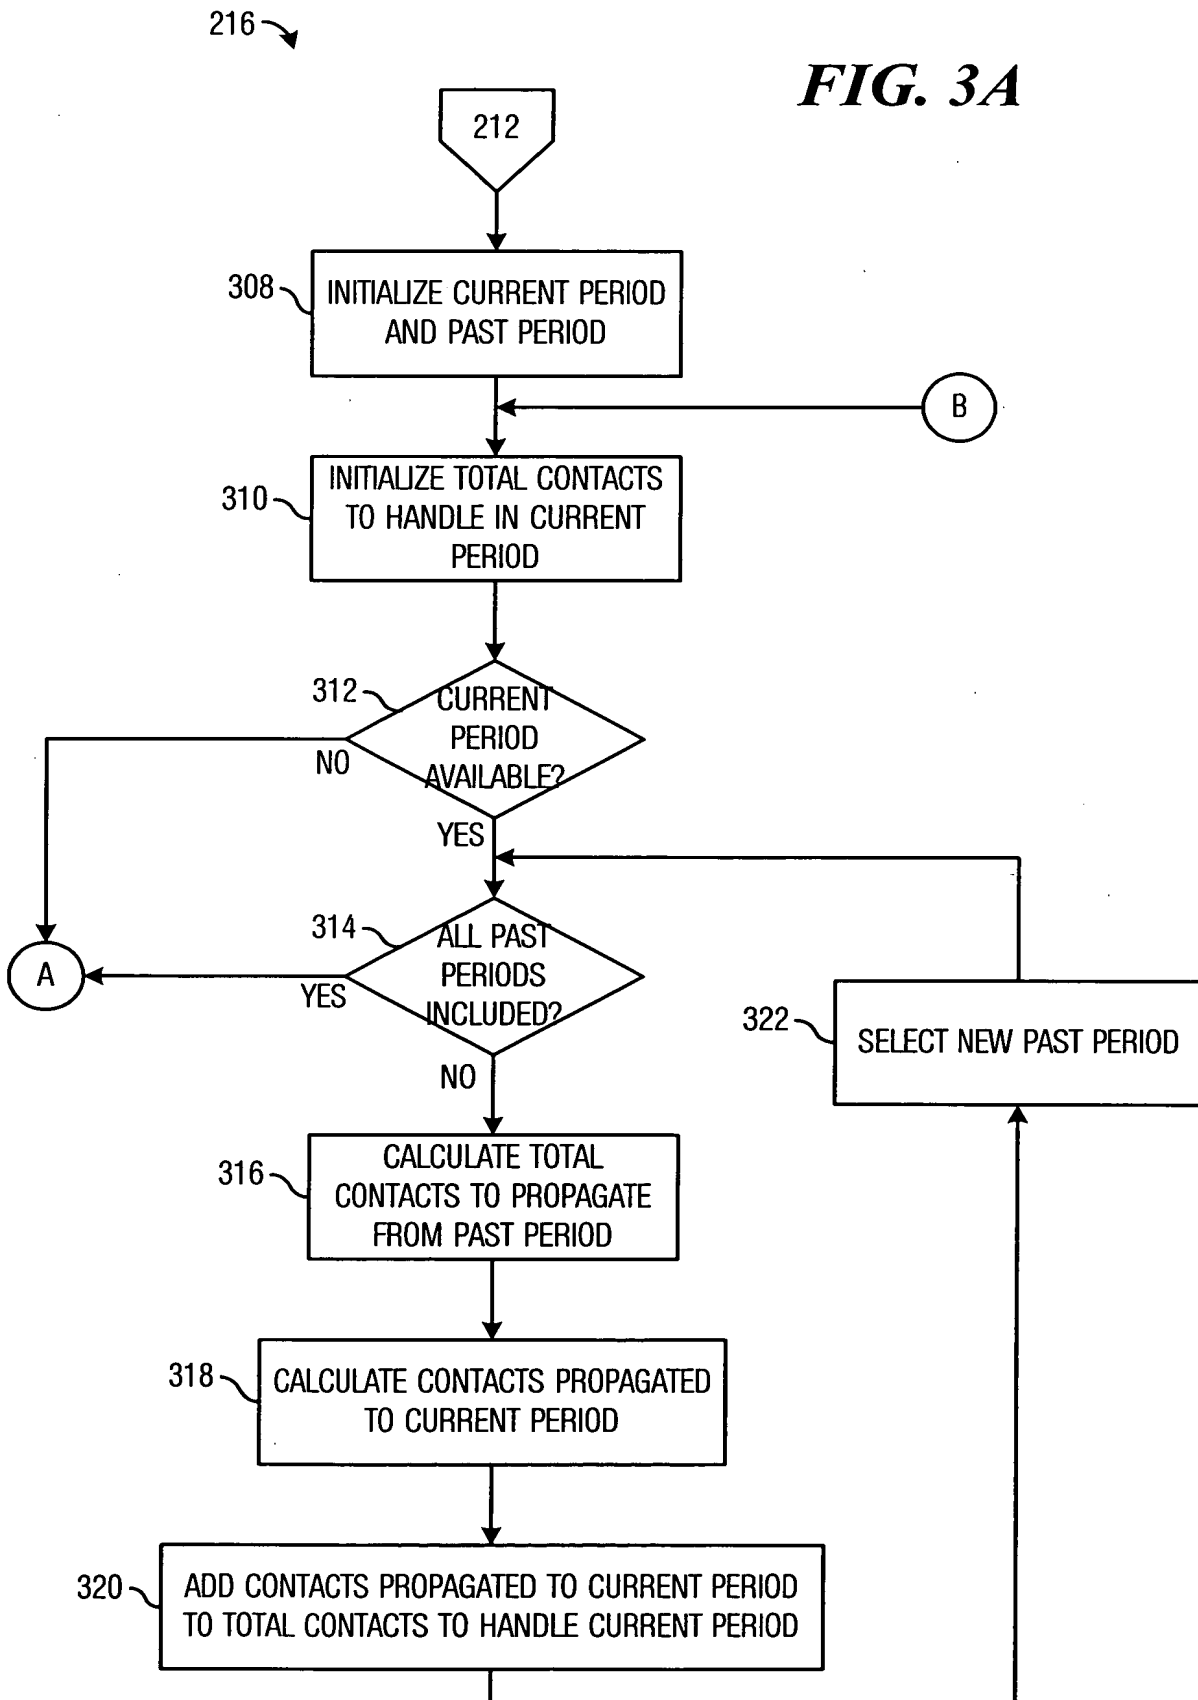 216
FIG. 3A
212
308
INITIALIZE CURRENT PERIOD
AND PAST PERIOD
B
310
INITIALIZE TOTAL CONTACTS
TO HANDLE IN CURRENT
PERIOD
312
CURRENT
PERIOD
AVAILABLE?
NO
YES
314
ALL PAST
PERIODS
INCLUDED?
A
YES
NO
322
SELECT NEW PAST PERIOD
316
CALCULATE TOTAL
CONTACTS TO PROPAGATE
FROM PAST PERIOD
318
CALCULATE CONTACTS PROPAGATED
TO CURRENT PERIOD
320
ADD CONTACTS PROPAGATED TO CURRENT PERIOD
TO TOTAL CONTACTS TO HANDLE CURRENT PERIOD